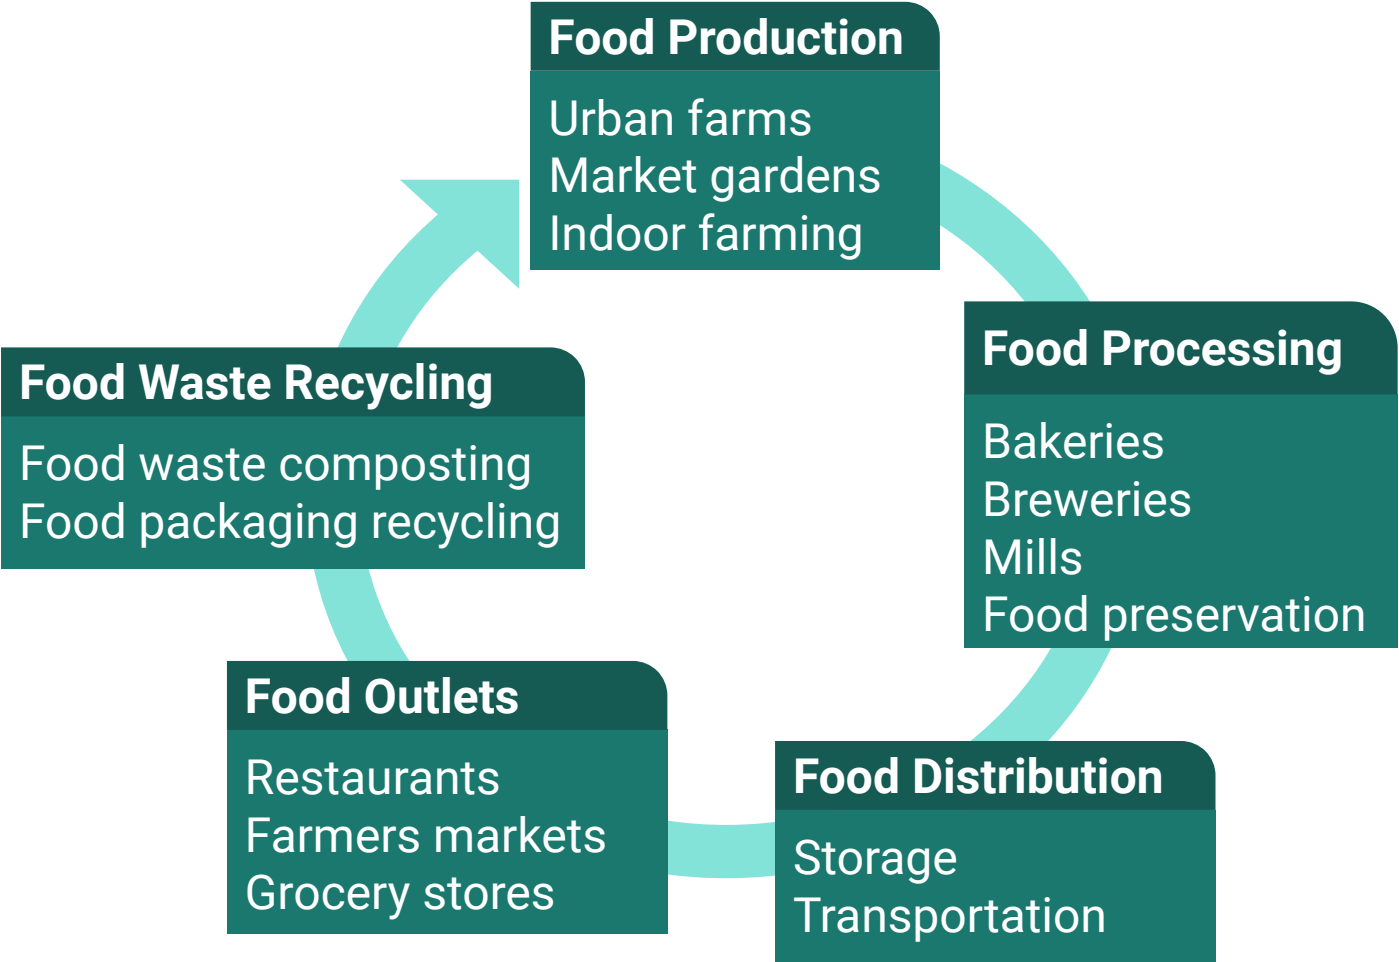 Food Production
Urban farms
Market gardens
Indoor farming
Food Processing
Bakeries
Breweries
Mills
Food preservation
Food Distribution
Storage
Transportation
Food Outlets
Restaurants
Farmers markets
Grocery stores
Food Waste Recycling
Food waste composting
Food packaging recycling